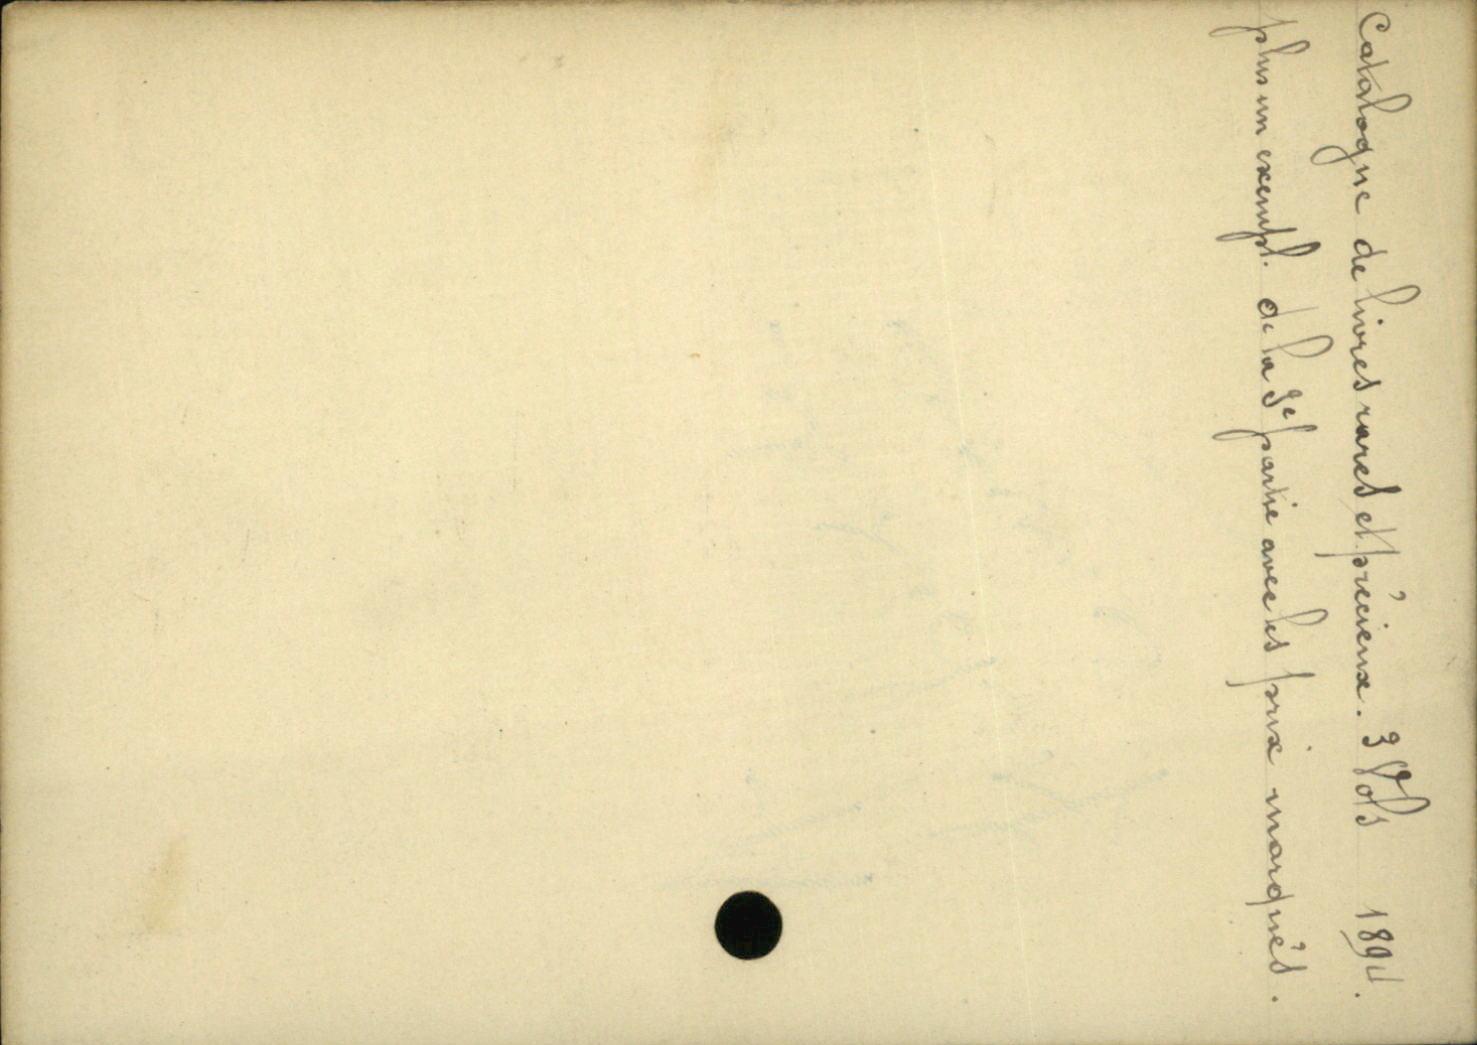 Catalogue de livres rares et précieux. 3 Vols 1894.
plus un exempl. de la 3e partie avec les prix marqués.